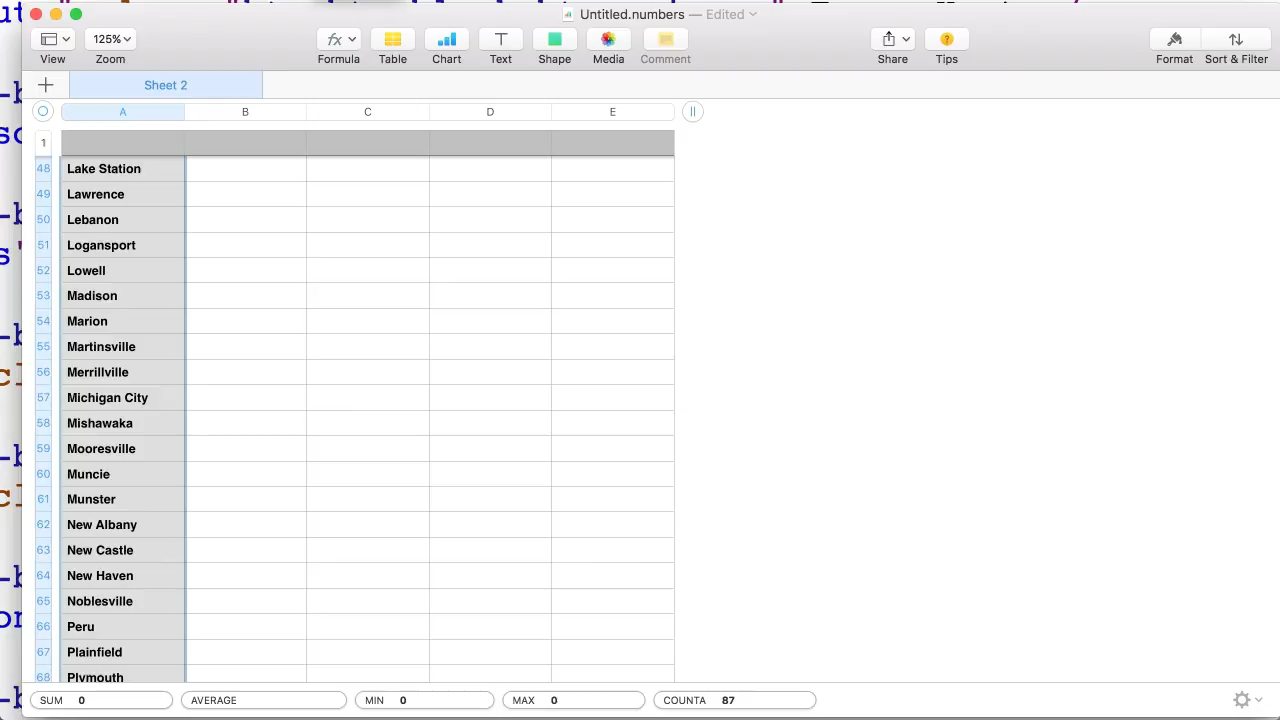 Untitled.numbers — Edited
125%
View Zoom Formula Table Chart Text Shape Media Comment Share Tips Format Sort & Filter
Sheet 2
A B C D E
1
48 Lake Station
49 Lawrence
50 Lebanon
51 Logansport
52 Lowell
53 Madison
54 Marion
55 Martinsville
56 Merrillville
57 Michigan City
58 Mishawaka
59 Mooresville
60 Muncie
61 Munster
62 New Albany
63 New Castle
64 New Haven
65 Noblesville
66 Peru
67 Plainfield
68 Plymouth
SUM 0 AVERAGE MIN 0 MAX 0 COUNTA 87